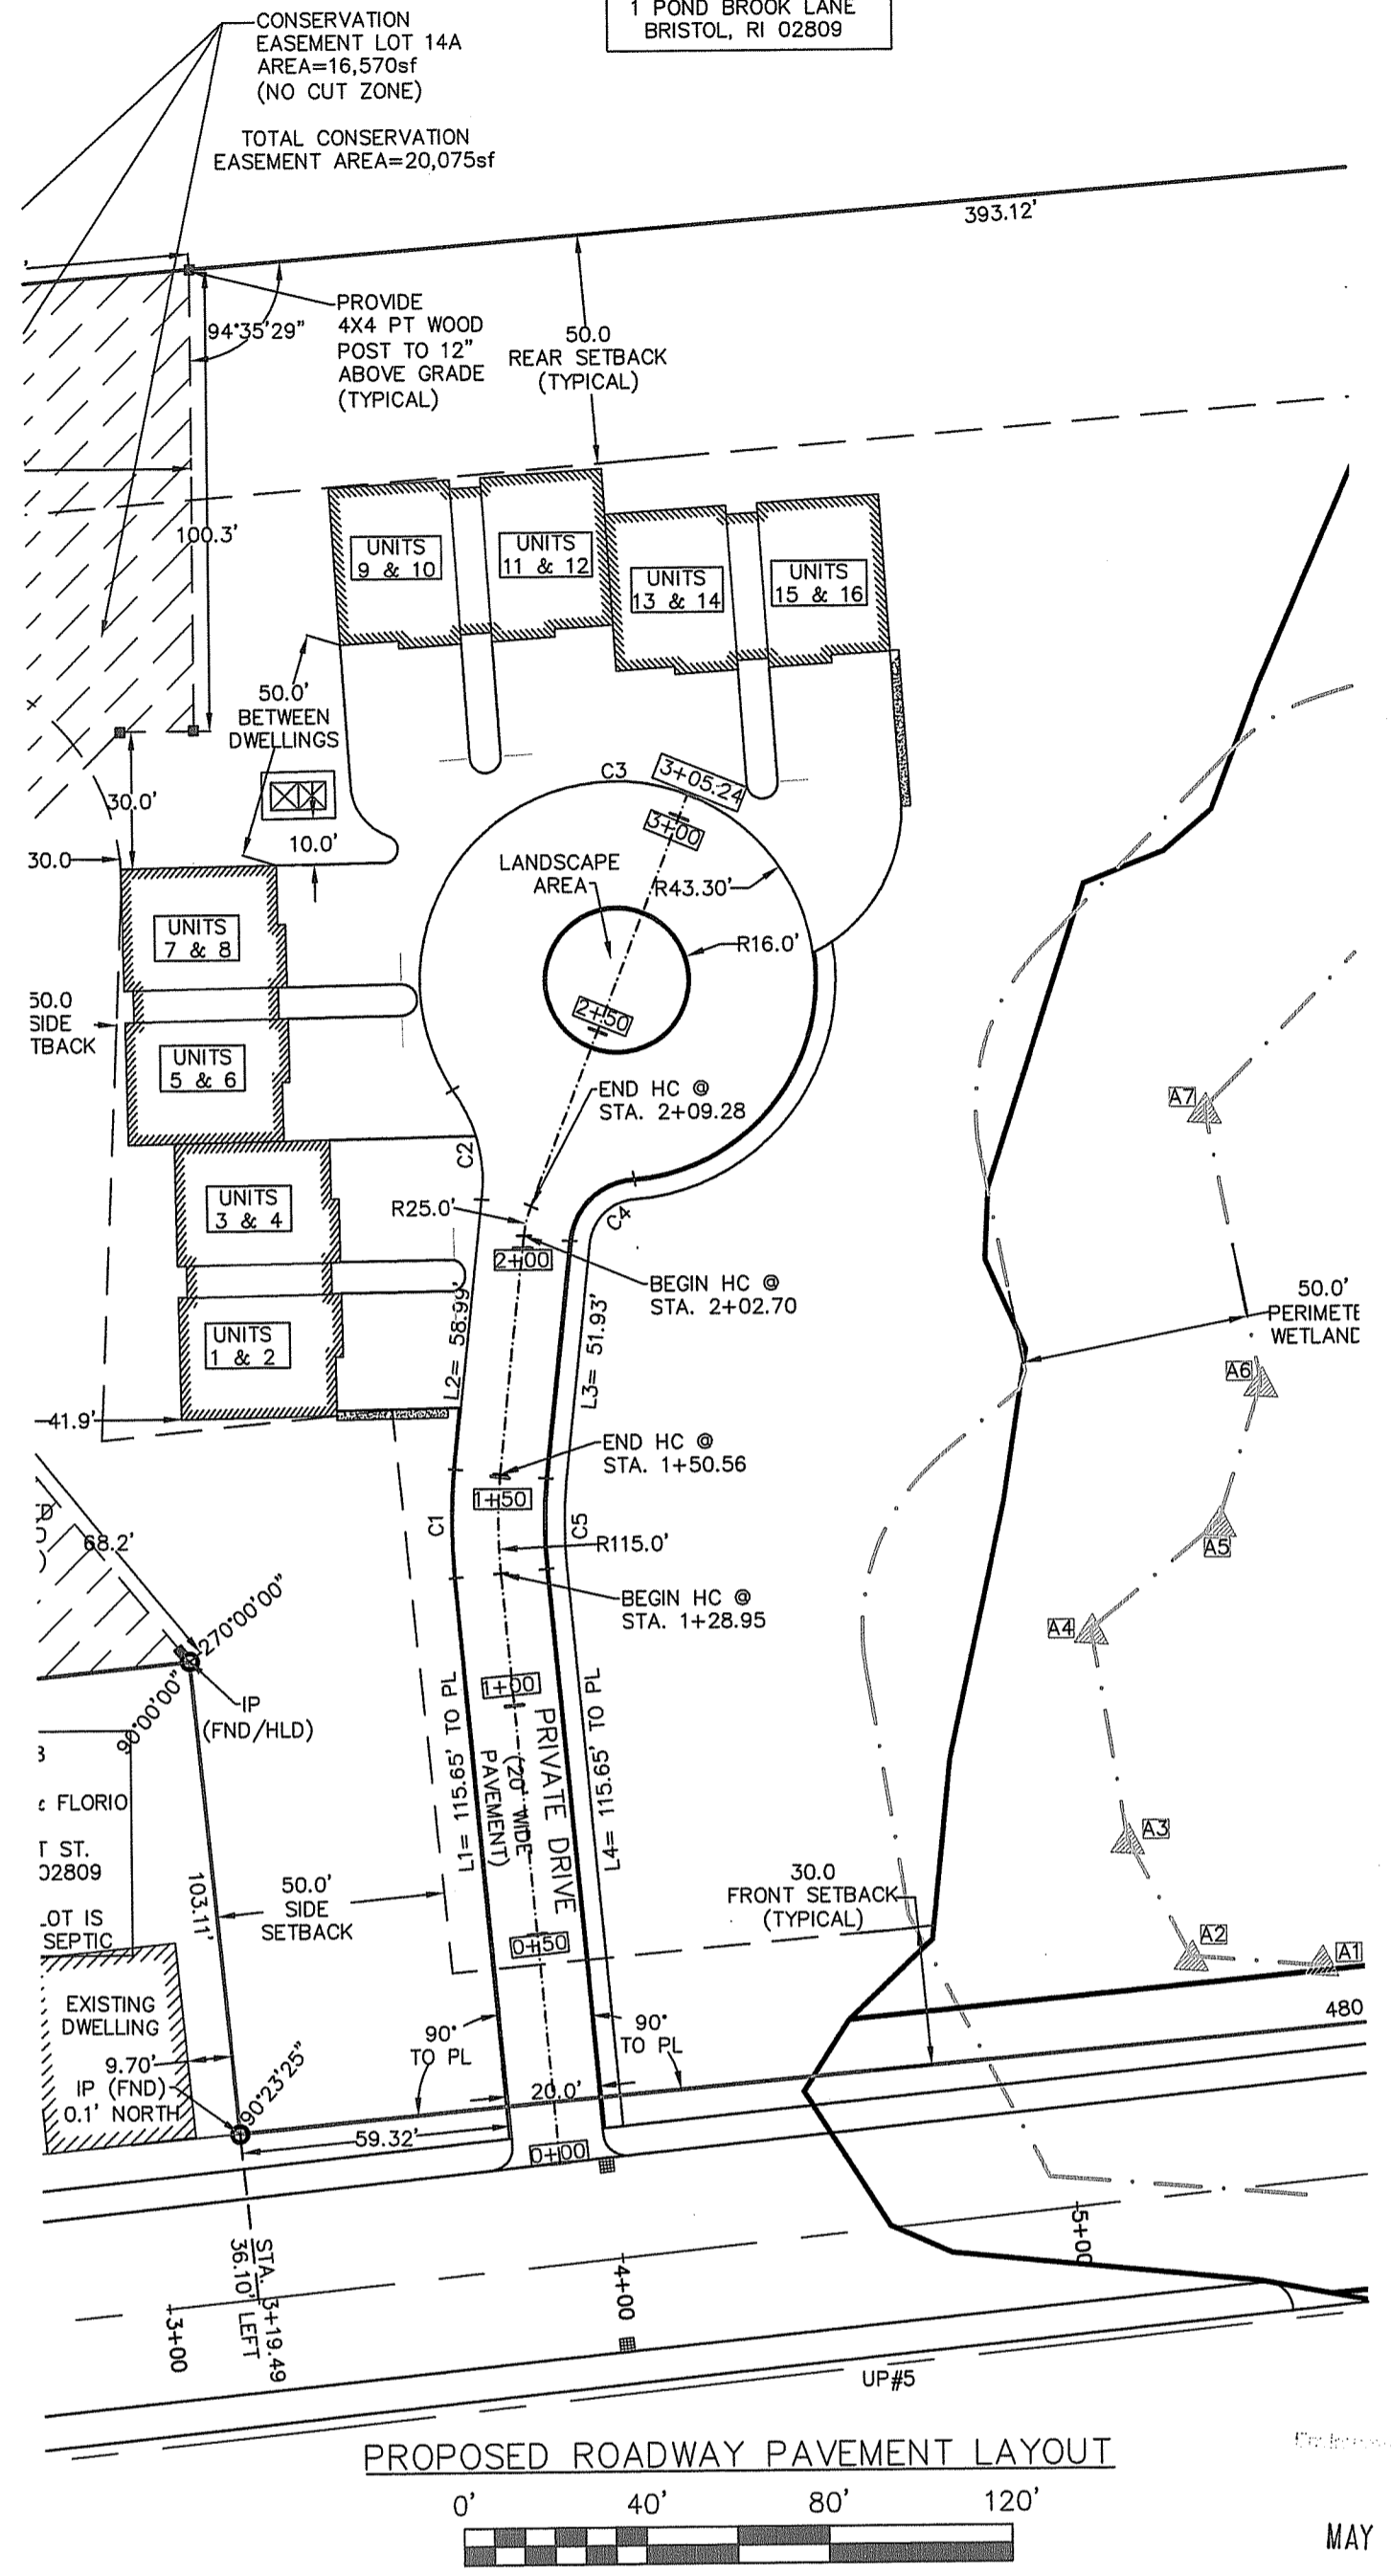 1 POND BROOK LANE
BRISTOL, RI 02809
CONSERVATION
EASEMENT LOT 14A
AREA=16,570sf
(NO CUT ZONE)
TOTAL CONSERVATION
EASEMENT AREA=20,075sf
393.12'
94°35'29"
PROVIDE
4X4 PT WOOD
POST TO 12"
ABOVE GRADE
(TYPICAL)
50.0
REAR SETBACK
(TYPICAL)
100.3'
UNITS
9 & 10
UNITS
11 & 12
UNITS
13 & 14
UNITS
15 & 16
50.0'
BETWEEN
DWELLINGS
30.0'
10.0'
30.0
C3
3+05.24
3+00
LANDSCAPE
AREA
R43.30'
R16.0'
2+50
UNITS
7 & 8
50.0
SIDE
TBACK
UNITS
5 & 6
END HC @
STA. 2+09.28
A7
C2
UNITS
3 & 4
R25.0'
C4
2+00
BEGIN HC @
STA. 2+02.70
50.0'
PERIMETE
WETLAND
L2= 58.99'
L3= 51.93'
UNITS
1 & 2
A6
41.9'
END HC @
STA. 1+50.56
1+50
C1
C5
R115.0'
A5
68.2'
BEGIN HC @
STA. 1+28.95
A4
270°00'00"
90°00'00"
IP
(FND/HLD)
1+00
L1= 115.65' TO PL
(20' WIDE
PAVEMENT)
PRIVATE DRIVE
L4= 115.65' TO PL
& FLORIO
T ST.
02809
LOT IS
SEPTIC
103.11'
50.0'
SIDE
SETBACK
30.0
FRONT SETBACK
(TYPICAL)
A3
0+50
A2
A1
EXISTING
DWELLING
9.70'
IP (FND)
0.1' NORTH
90°23'25"
90°
TO PL
90°
TO PL
480
20.0'
59.32'
0+00
STA. 3+19.49
36.10' LEFT
3+00
4+00
5+00
UP#5
PROPOSED ROADWAY PAVEMENT LAYOUT
0' 40' 80' 120'
MAY